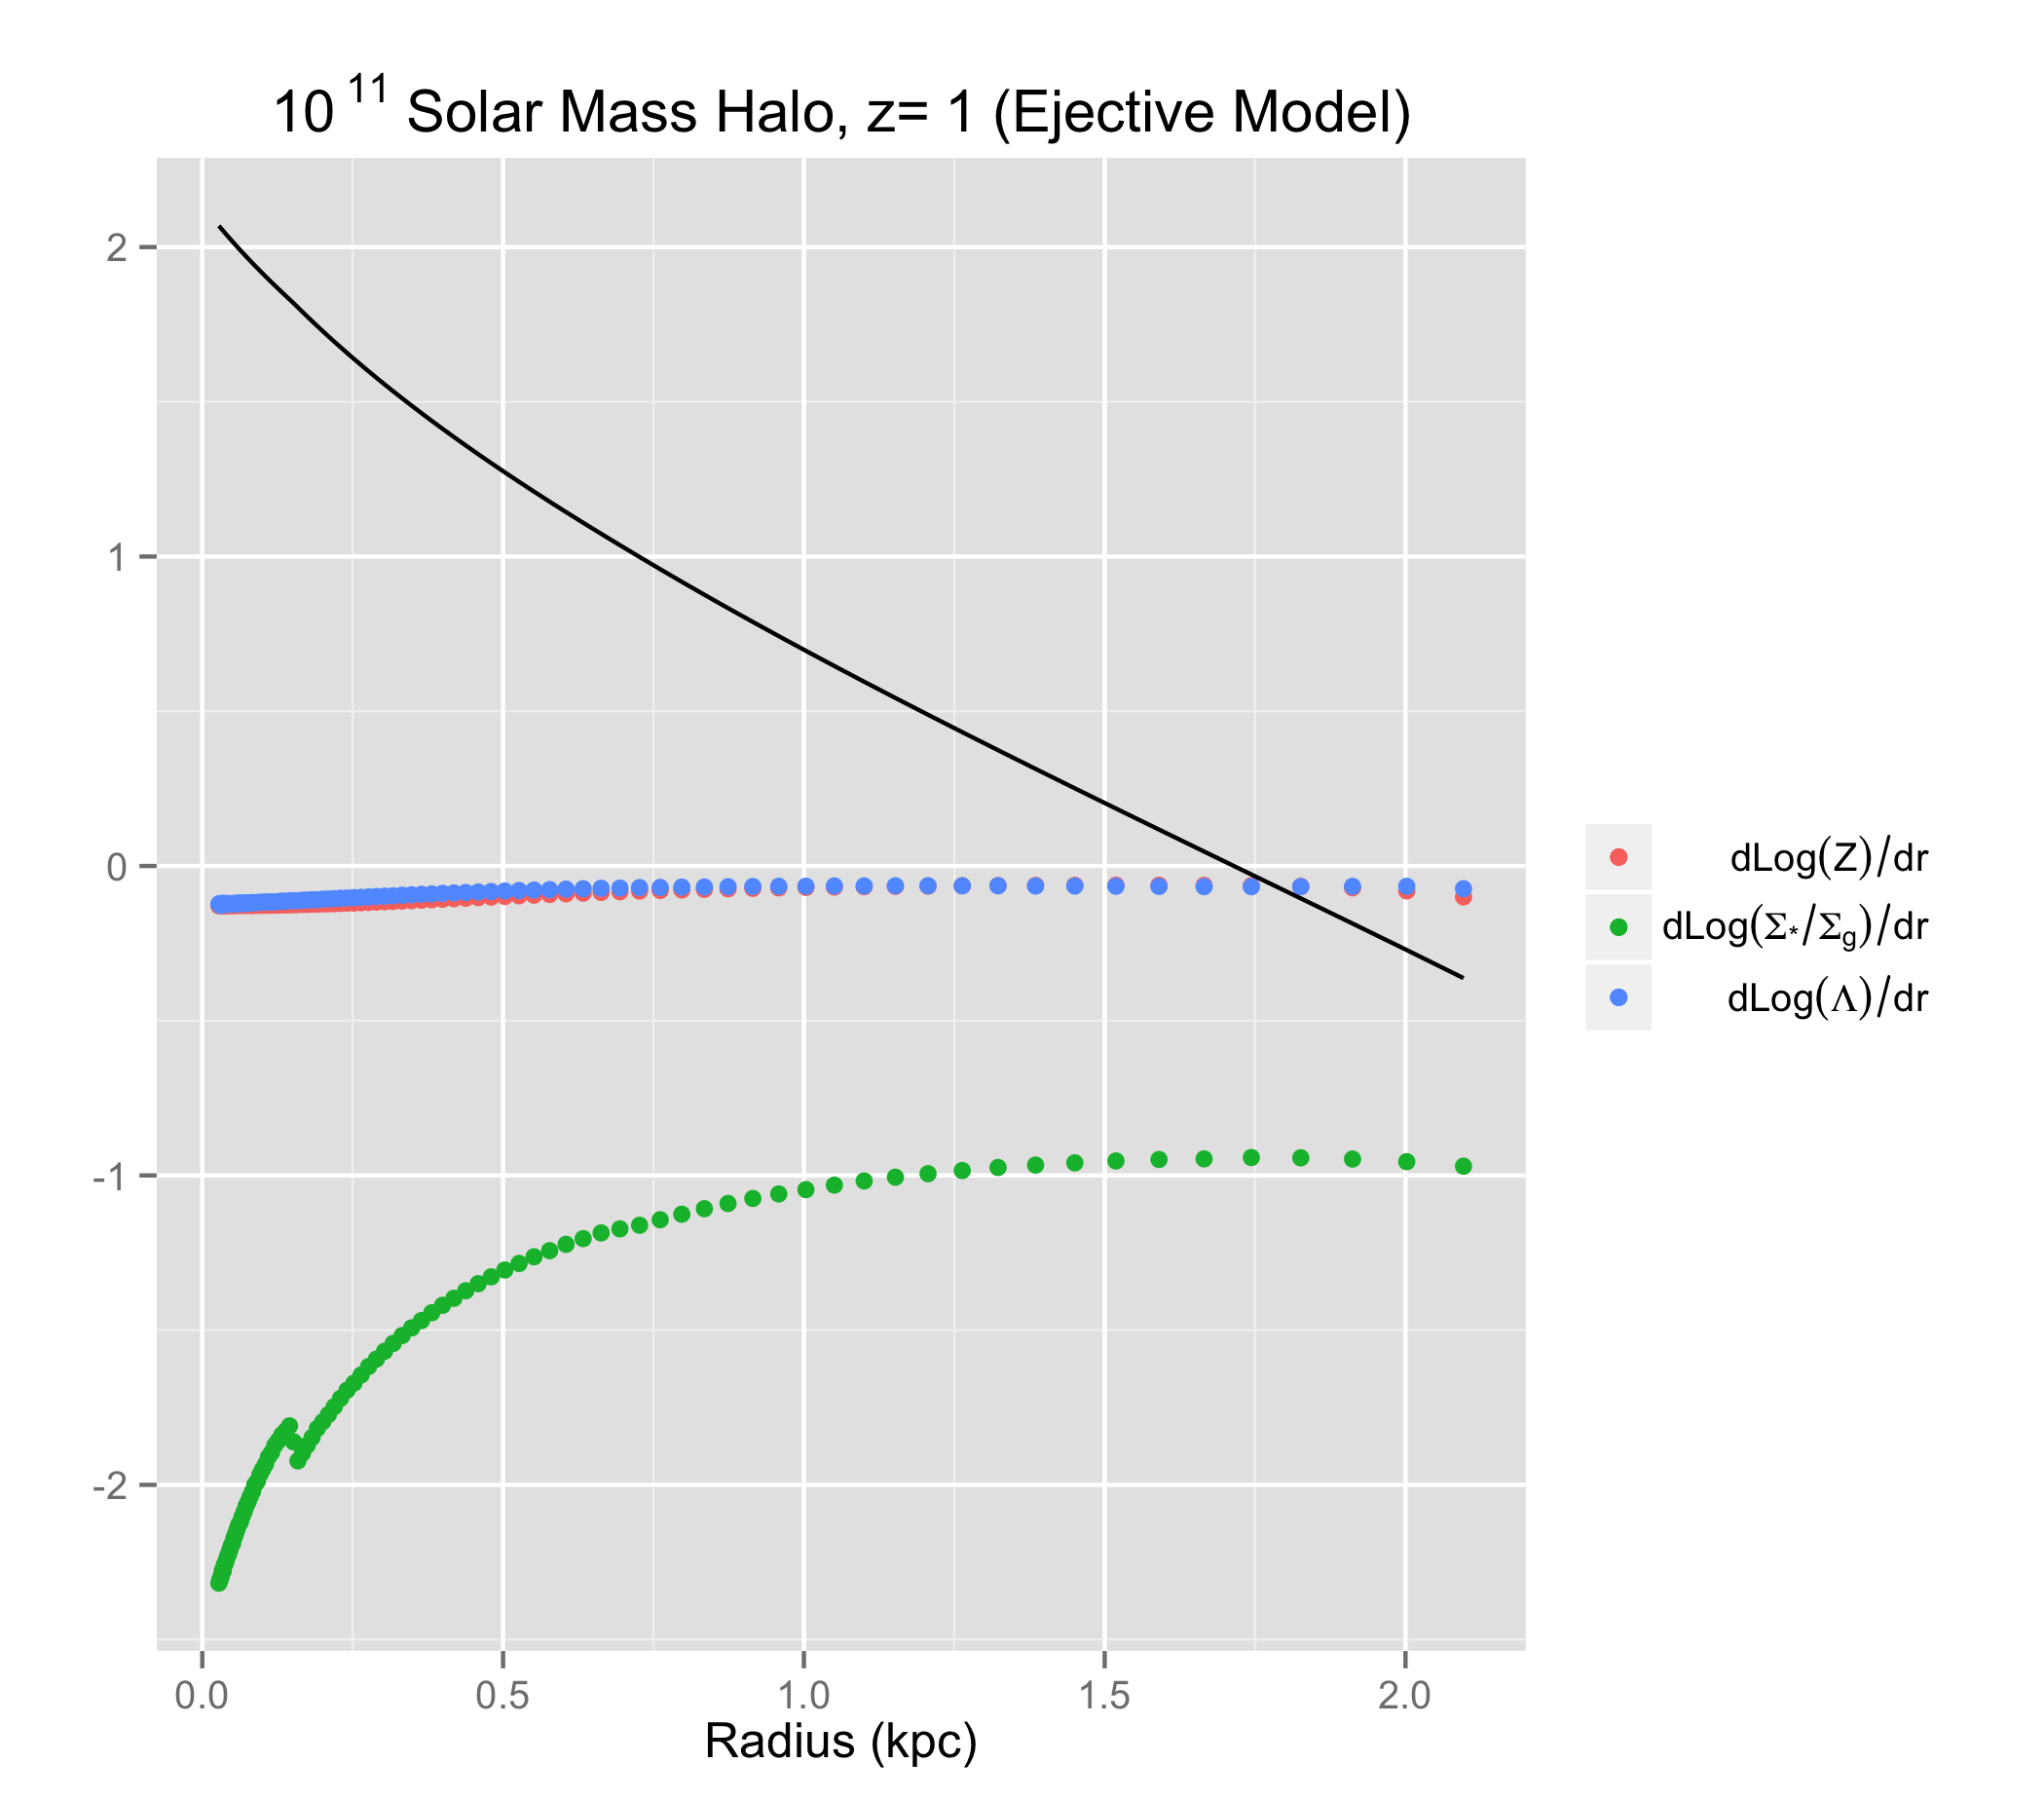 10 11 Solar Mass Halo, z= 1 (Ejective Model)
2
1
0
-1
-2
0.0 0.5 1.0 1.5 2.0
Radius (kpc)
dLog(Z)/dr
dLog(Σ*/Σg)/dr
dLog(Λ)/dr